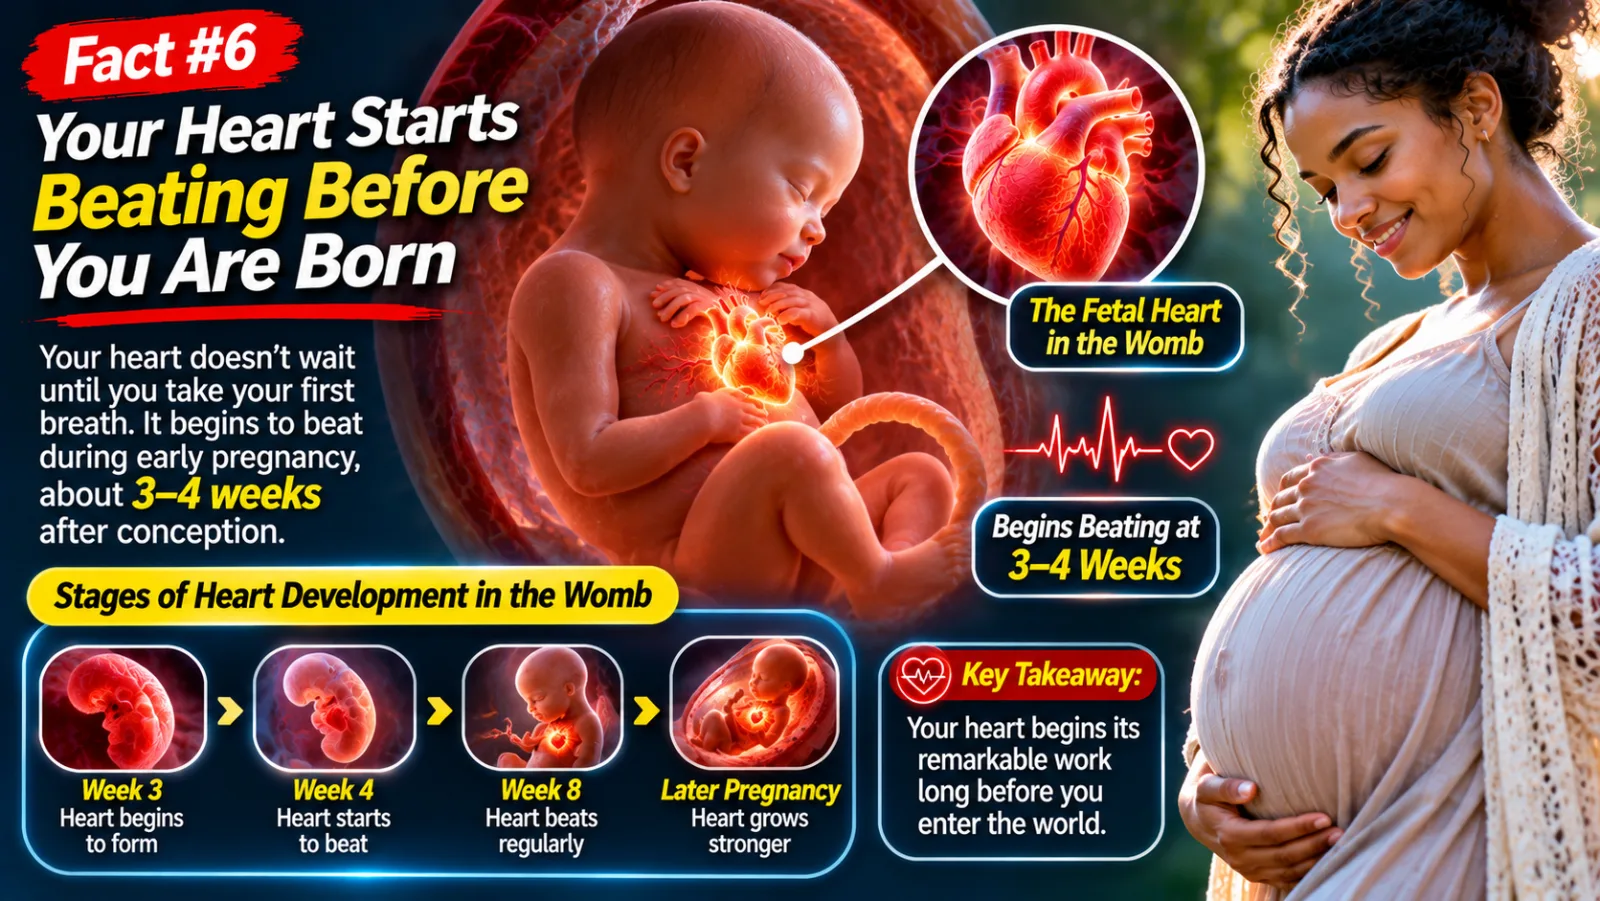 Fact #6
Your Heart Starts
Beating Before
You Are Born
Your heart doesn't wait
until you take your first
breath. It begins to beat
during early pregnancy,
about 3–4 weeks
after conception.
The Fetal Heart
in the Womb
Begins Beating at
3–4 Weeks
Stages of Heart Development in the Womb
Week 3
Heart begins
to form
Week 4
Heart starts
to beat
Week 8
Heart beats
regularly
Later Pregnancy
Heart grows
stronger
Key Takeaway:
Your heart begins its
remarkable work
long before you
enter the world.